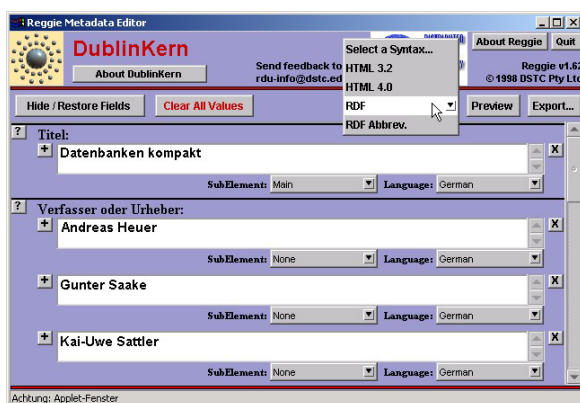 Reggie Metadata Editor
DublinKern
About DublinKern
Send feedback to
rdu-info@dstc.ed
Select a Syntax...
HTML 3.2
HTML 4.0
RDF
RDF Abbrev.
About Reggie Quit
Reggie v1.62
© 1998 DSTC Pty Ltd
Hide / Restore Fields Clear All Values Preview Export...
? Titel:
+ Datenbanken kompakt X
SubElement: Main Language: German
? Verfasser oder Urheber:
+ Andreas Heuer X
SubElement: None Language: German
+ Gunter Saake X
SubElement: None Language: German
+ Kai-Uwe Sattler X
SubElement: None Language: German
Achtung: Applet-Fenster